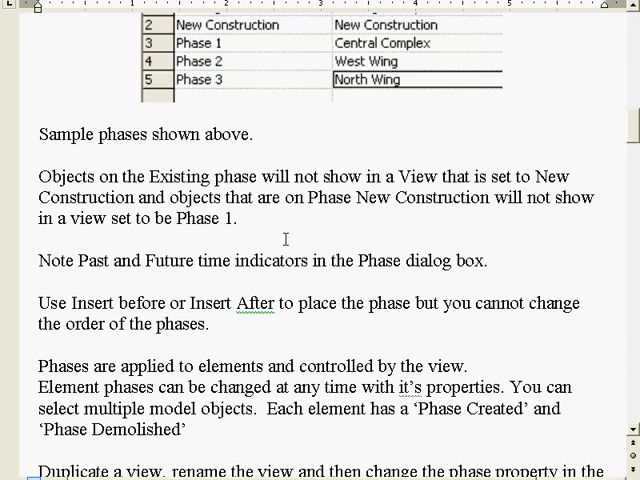 2 New Construction New Construction
3 Phase 1 Central Complex
4 Phase 2 West Wing
5 Phase 3 North Wing
Sample phases shown above.
Objects on the Existing phase will not show in a View that is set to New
Construction and objects that are on Phase New Construction will not show
in a view set to be Phase 1.
Note Past and Future time indicators in the Phase dialog box.
Use Insert before or Insert After to place the phase but you cannot change
the order of the phases.
Phases are applied to elements and controlled by the view.
Element phases can be changed at any time with it’s properties. You can
select multiple model objects.  Each element has a ‘Phase Created’ and
‘Phase Demolished’
Duplicate a view, rename the view and then change the phase property in the